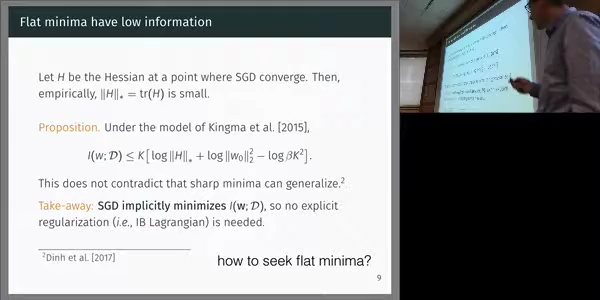 Flat minima have low information
Let H be the Hessian at a point where SGD converge. Then,
empirically, ‖H‖* = tr(H) is small.
Proposition. Under the model of Kingma et al. [2015],
I(w; 𝒟) ≤ K[log‖H‖* + log‖w₀‖₂² − log βK²].
This does not contradict that sharp minima can generalize.²
Take-away: SGD implicitly minimizes I(w; 𝒟), so no explicit
regularization (i.e., IB Lagrangian) is needed.
²Dinh et al. [2017]
how to seek flat minima?
9